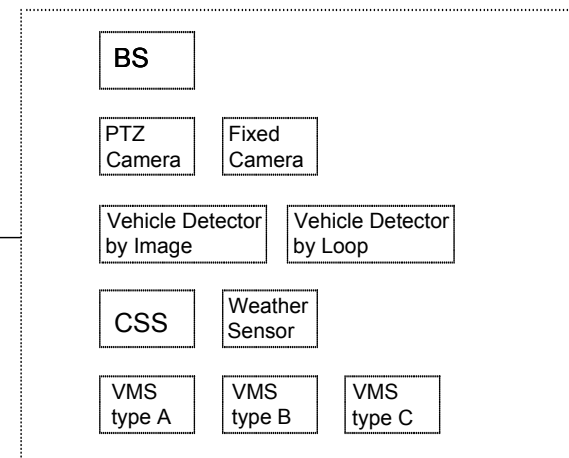 BS
PTZ
Camera
Fixed
Camera
Vehicle Detector
by Image
Vehicle Detector
by Loop
CSS
Weather
Sensor
VMS
type A
VMS
type B
VMS
type C